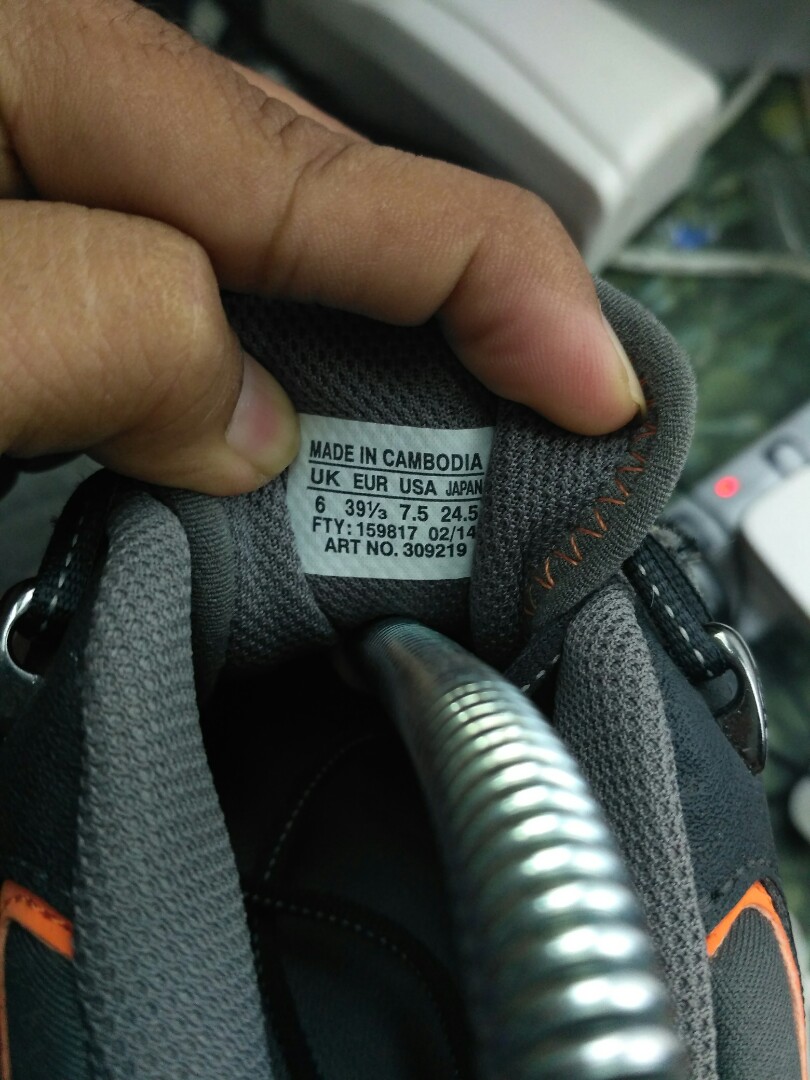 MADE IN CAMBODIA
UK EUR USA JAPAN
6 39⅓ 7.5 24.5
FTY: 159817 02/14
ART NO. 309219